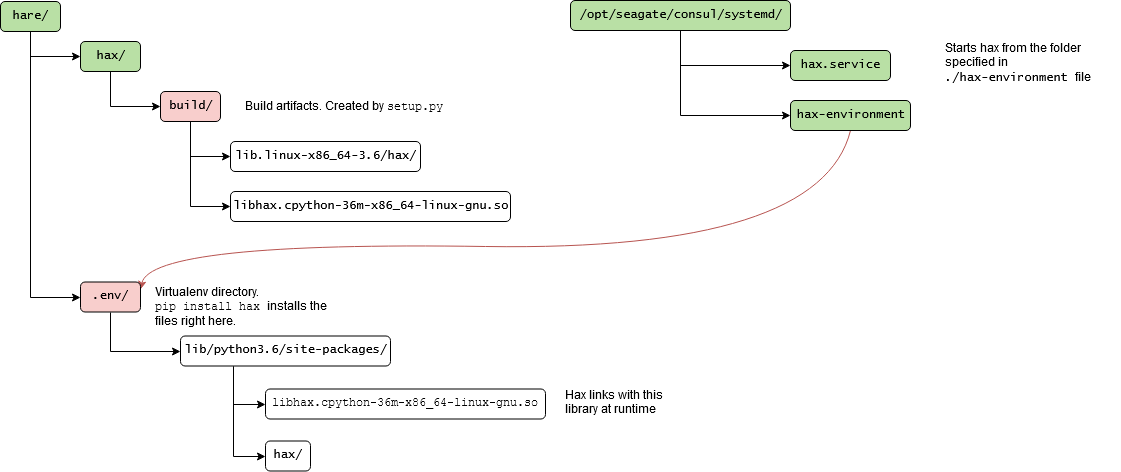 hare/
/opt/seagate/consul/systemd/
hax/
Starts hax from the folder
specified in
./hax-environment file
hax.service
build/
Build artifacts. Created by setup.py
hax-environment
lib.linux-x86_64-3.6/hax/
libhax.cpython-36m-x86_64-linux-gnu.so
.env/
Virtualenv directory.
pip install hax installs the
files right here.
lib/python3.6/site-packages/
libhax.cpython-36m-x86_64-linux-gnu.so
Hax links with this
library at runtime
hax/